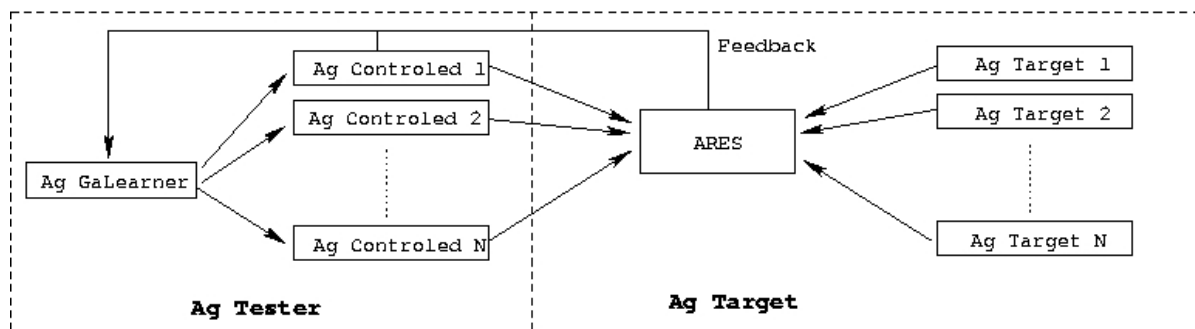 Feedback
Ag Controled 1
Ag Target 1
Ag Controled 2
Ag Target 2
ARES
Ag GaLearner
Ag Controled N
Ag Target N
Ag Tester
Ag Target